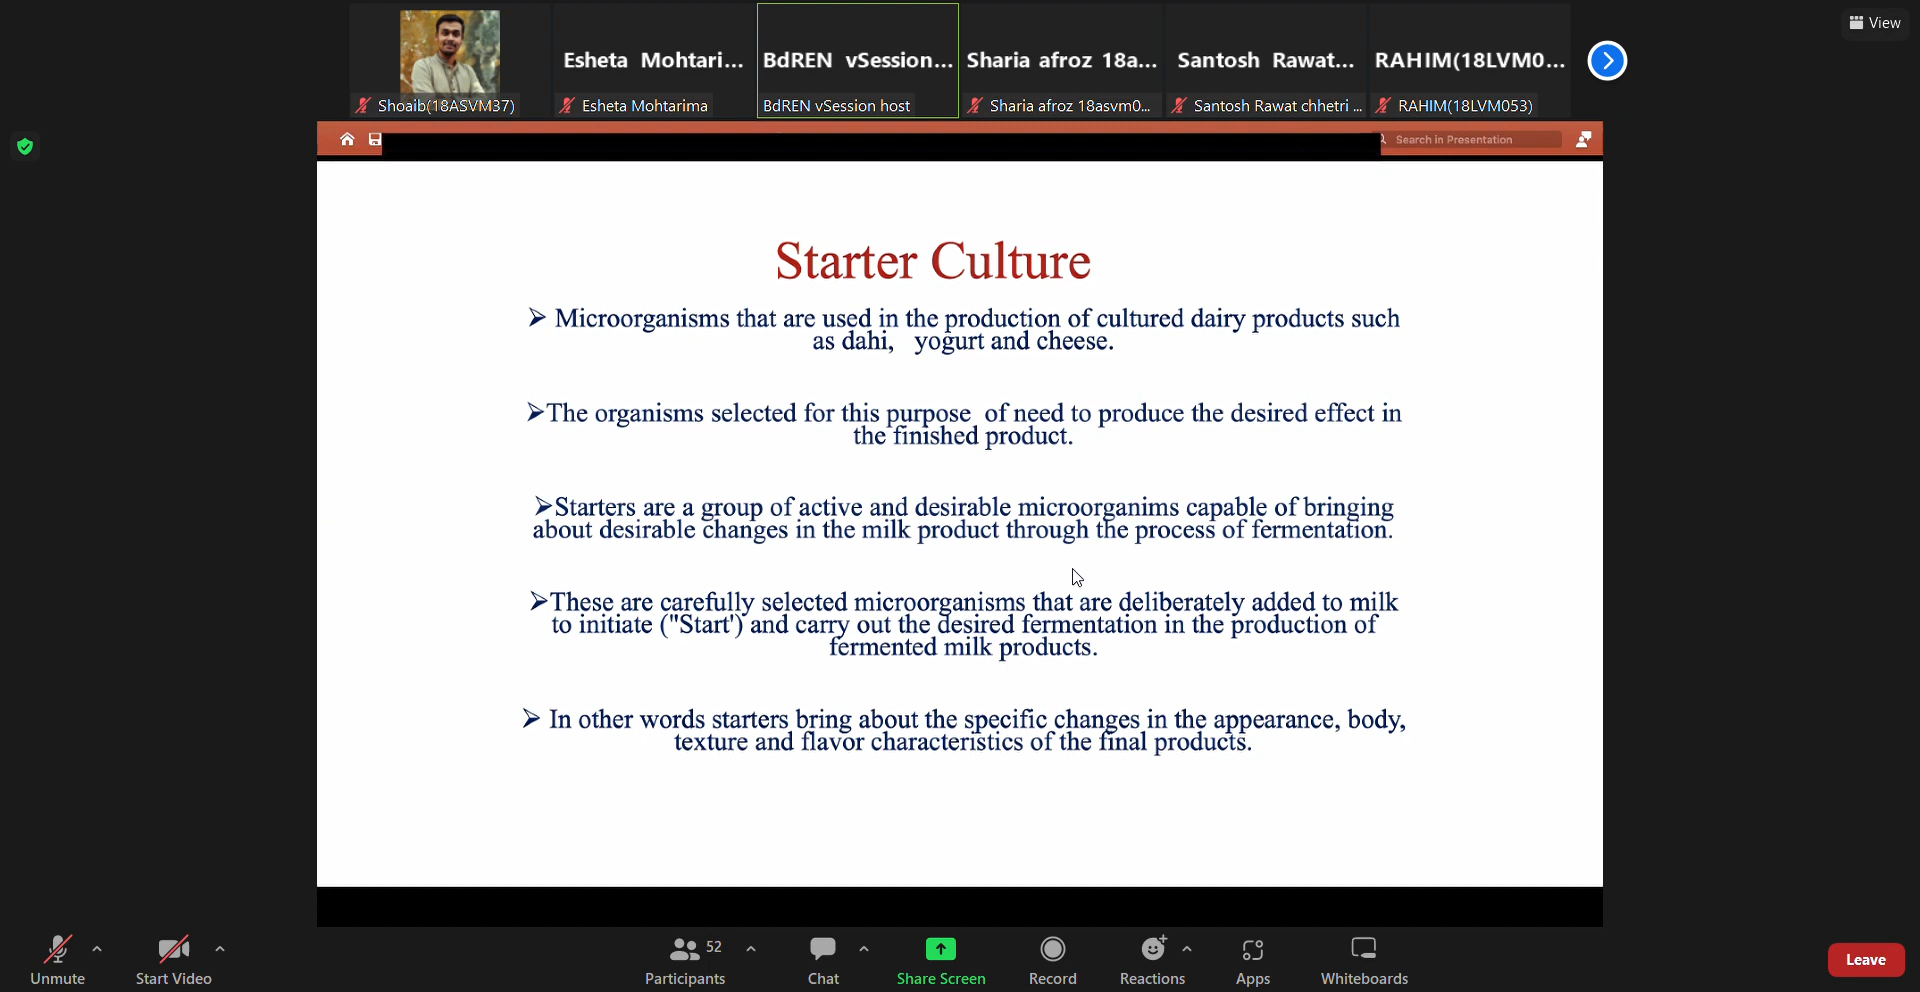 View
Esheta Mohtari...
BdREN vSession...
Sharia afroz 18a...
Santosh Rawat...
RAHIM(18LVM0...
Shoaib(18ASVM37)
Esheta Mohtarima
BdREN vSession host
Sharia afroz 18asvm0...
Santosh Rawat chhetri ...
RAHIM(18LVM053)
Search in Presentation
Starter Culture
➢ Microorganisms that are used in the production of cultured dairy products such
as dahi, yogurt and cheese.
➢The organisms selected for this purpose of need to produce the desired effect in
the finished product.
➢Starters are a group of active and desirable microorganims capable of bringing
about desirable changes in the milk product through the process of fermentation.
➢These are carefully selected microorganisms that are deliberately added to milk
to initiate ("Start') and carry out the desired fermentation in the production of
fermented milk products.
➢ In other words starters bring about the specific changes in the appearance, body,
texture and flavor characteristics of the final products.
52
Unmute
Start Video
Participants
Chat
Share Screen
Record
Reactions
Apps
Whiteboards
Leave